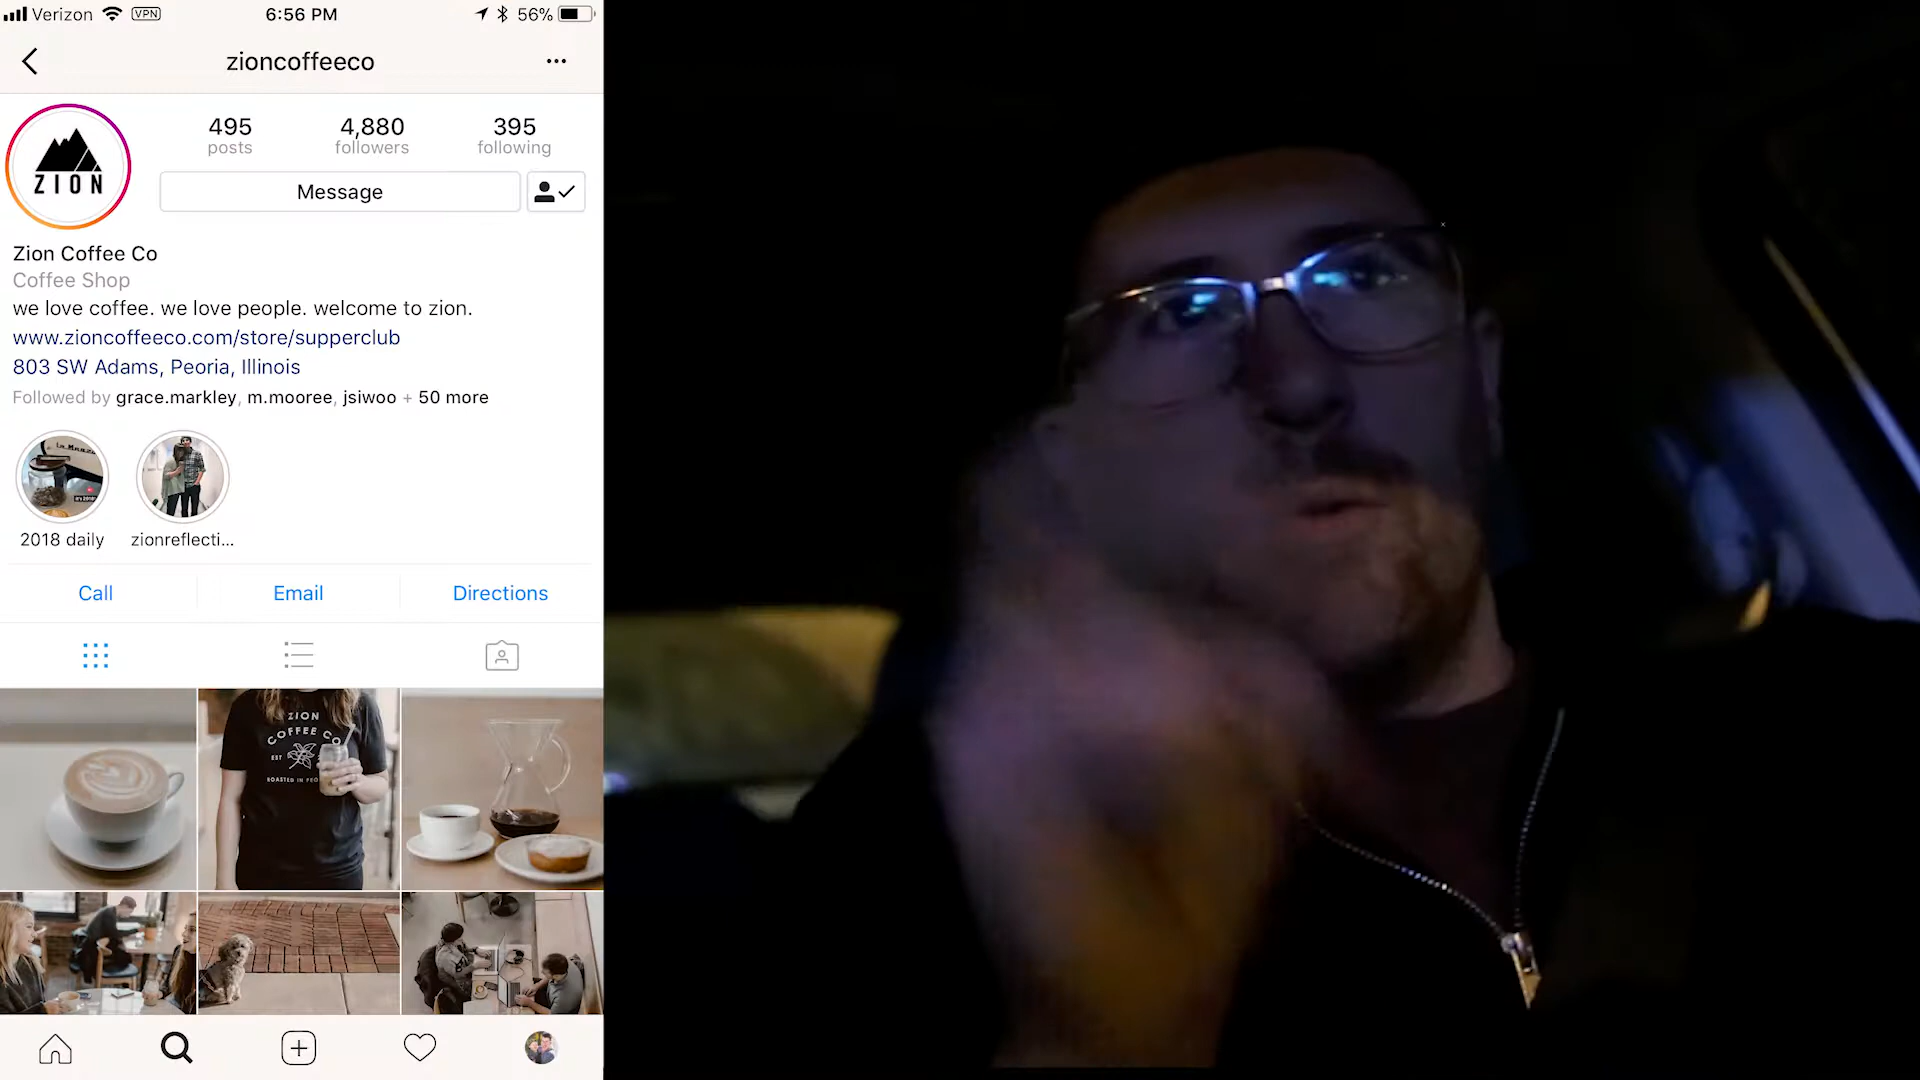 Verizon VPN 6:56 PM 56%
zioncoffeeco
495 4,880 395
posts followers following
ZION
Message
Zion Coffee Co
Coffee Shop
we love coffee. we love people. welcome to zion.
www.zioncoffeeco.com/store/supperclub
803 SW Adams, Peoria, Illinois
Followed by grace.markley, m.mooree, jsiwoo + 50 more
2018 daily zionreflecti...
Call Email Directions
ZION
COFFEE CO
EST
ROASTED IN